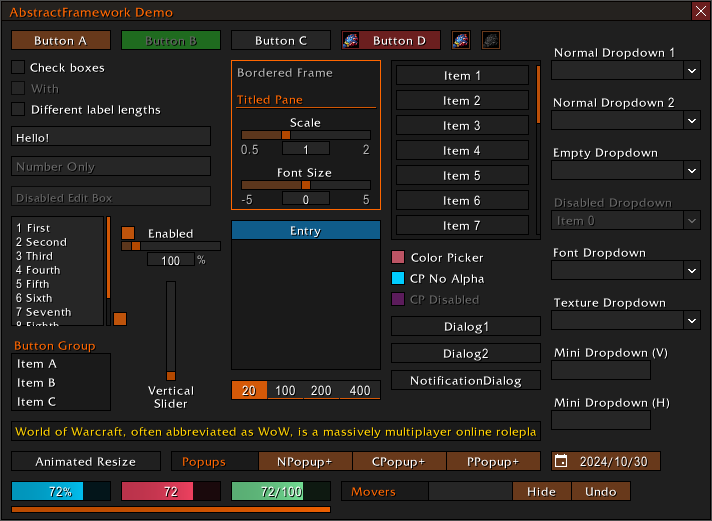 AbstractFramework Demo
Button A
Button B
Button C
Button D
Check boxes
With
Different label lengths
Hello!
Number Only
Disabled Edit Box
1 First
2 Second
3 Third
4 Fourth
5 Fifth
6 Sixth
7 Seventh
8 Eighth
Enabled
100 %
Vertical
Slider
Button Group
Item A
Item B
Item C
Bordered Frame
Titled Pane
Scale
0.5 1 2
Font Size
-5 0 5
Entry
20 100 200 400
Item 1
Item 2
Item 3
Item 4
Item 5
Item 6
Item 7
Color Picker
CP No Alpha
CP Disabled
Dialog1
Dialog2
NotificationDialog
Normal Dropdown 1
Normal Dropdown 2
Empty Dropdown
Disabled Dropdown
Item 0
Font Dropdown
Texture Dropdown
Mini Dropdown (V)
Mini Dropdown (H)
World of Warcraft, often abbreviated as WoW, is a massively multiplayer online rolepla
Animated Resize
Popups NPopup+ CPopup+ PPopup+
2024/10/30
72% 72 72/100
Movers Hide Undo